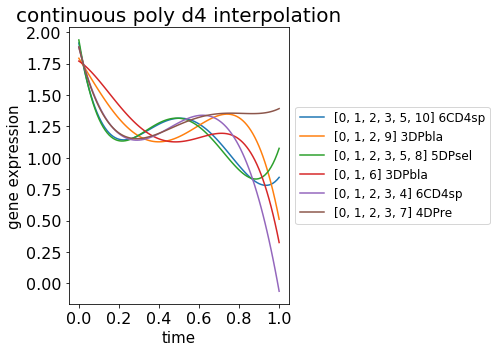 continuous poly d4 interpolation
gene expression
2.00
1.75
1.50
1.25
1.00
0.75
0.50
0.25
0.00
0.0 0.2 0.4 0.6 0.8 1.0
time
[0, 1, 2, 3, 5, 10] 6CD4sp
[0, 1, 2, 9] 3DPbla
[0, 1, 2, 3, 5, 8] 5DPsel
[0, 1, 6] 3DPbla
[0, 1, 2, 3, 4] 6CD4sp
[0, 1, 2, 3, 7] 4DPre